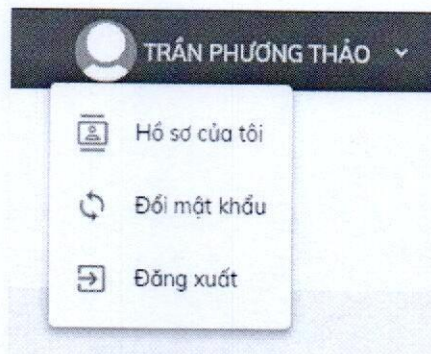 TRẦN PHƯƠNG THẢO
Hồ sơ của tôi
Đổi mật khẩu
Đăng xuất